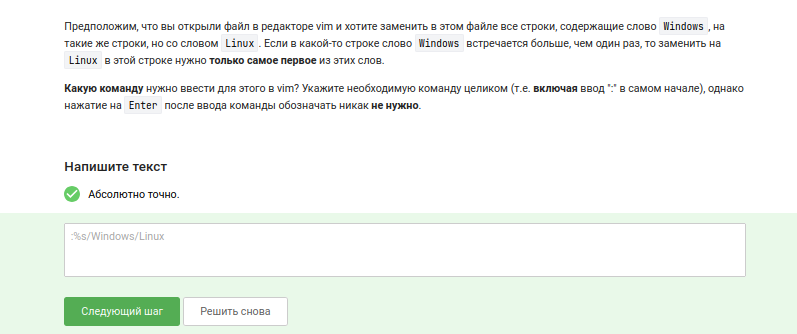 Предположим, что вы открыли файл в редакторе vim и хотите заменить в этом файле все строки, содержащие слово Windows, на
такие же строки, но со словом Linux. Если в какой-то строке слово Windows встречается больше, чем один раз, то заменить на
Linux в этой строке нужно только самое первое из этих слов.
Какую команду нужно ввести для этого в vim? Укажите необходимую команду целиком (т.е. включая ввод ":" в самом начале), однако
нажатие на Enter после ввода команды обозначать никак не нужно.
Напишите текст
Абсолютно точно.
:%s/Windows/Linux
Следующий шаг Решить снова